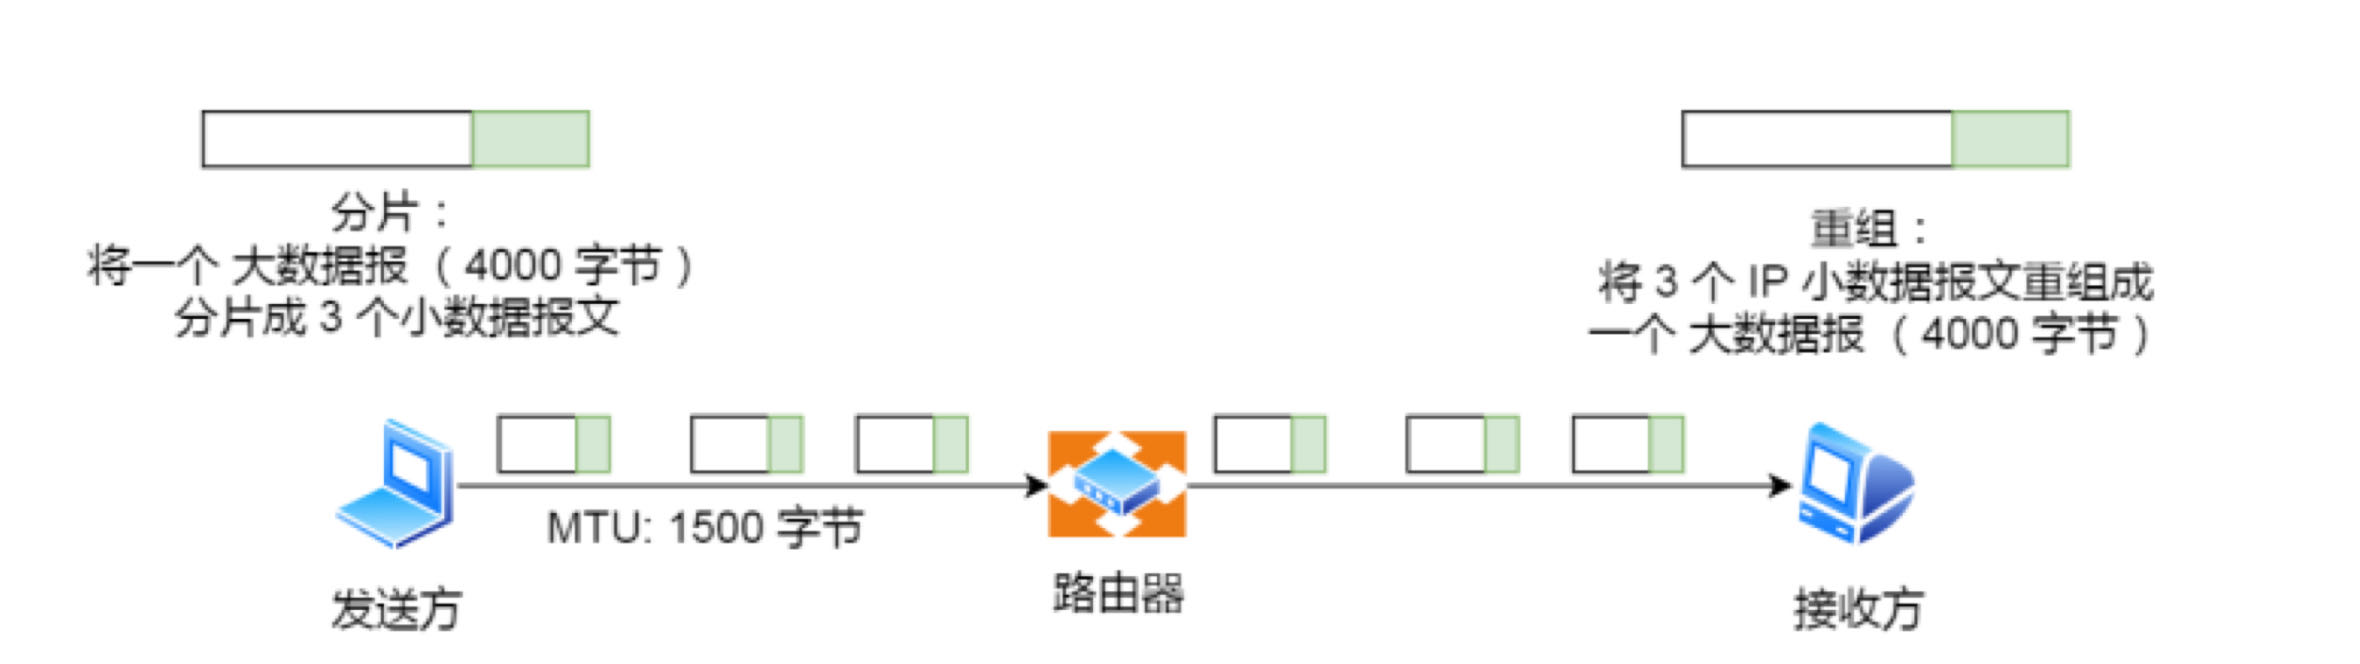 分片：
将一个 大数据报 （4000 字节）
分片成 3 个小数据报文
重组：
将 3 个 IP 小数据报文重组成
一个 大数据报 （4000 字节）
MTU: 1500 字节
发送方
路由器
接收方